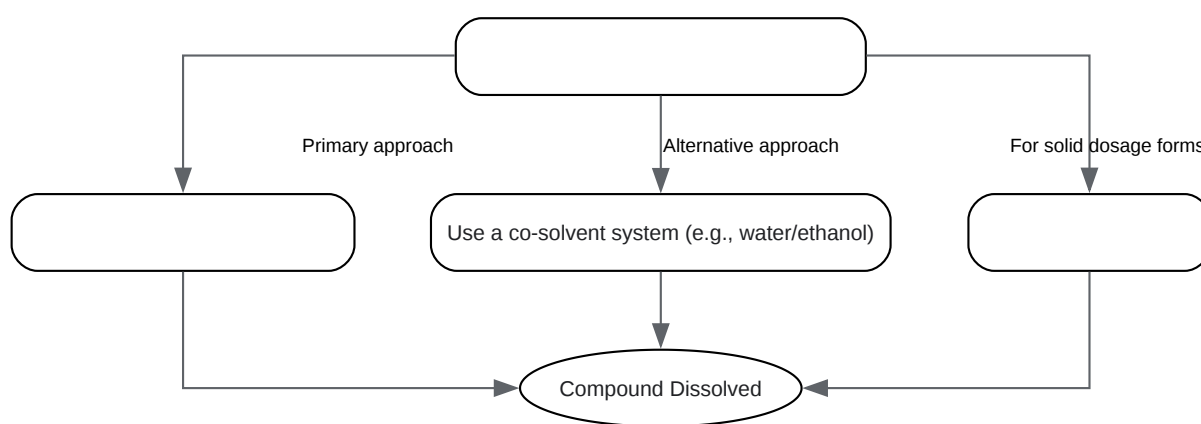 Primary approach
Alternative approach
For solid dosage forms
Use a co-solvent system (e.g., water/ethanol)
Compound Dissolved